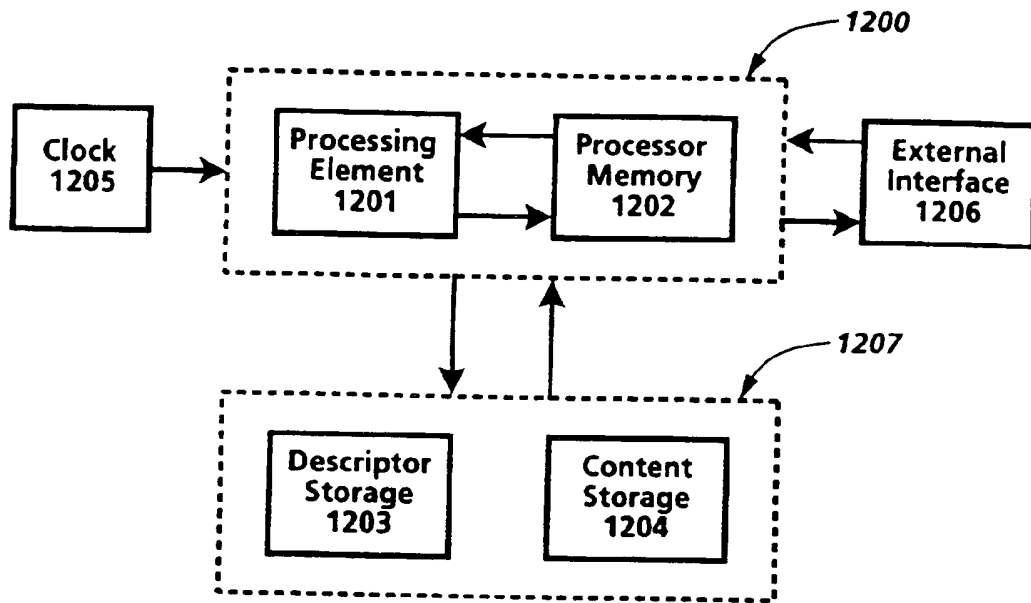 1200
Clock
1205
Processing
Element
1201
Processor
Memory
1202
External
Interface
1206
1207
Descriptor
Storage
1203
Content
Storage
1204